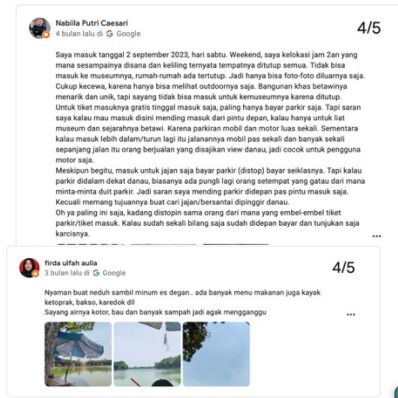 Nabiila Putri Caesari
4/5
4 bulan lalu di Google
Saya masuk tanggal 2 september 2023, hari sabtu. Weekend, saya kelokasi jam 2an yang
mana sesampainya disana dan keliling ternyata tempatnya ditutup semua. Tidak bisa
masuk ke museumnya, rumah-rumah ada tertutup. Jadi hanya bisa foto-foto diluarnya saja.
Cukup kecewa, karena hanya bisa melihat outdoornya saja. Bangunan khas betawinya
menarik dan unik, tapi sayang tidak bisa masuk untuk kemuseumnya karena ditutup.
Untuk tiket masuknya gratis tinggal masuk saja, paling hanya bayar parkir saja. Tapi saran
saya kalau mau masuk disini mending masuk dari pintu depan, kalau hanya untuk liat
museum dan sejarahnya betawi. Karena parkiran mobil dan motor luas sekali. Sementara
kalau masuk lebih dalam/turun lagi itu jalanannya mobil pas sekali dan banyak sekali
sepanjang jalan itu orang berjualan yang disajikan view danau, jadi cocok untuk pengguna
motor saja.
Meskipun begitu, masuk untuk jalan saja bayar parkir (distop) bayar seiklasnya. Tapi kalau
parkir didalam dekat danau, biasanya ada pungli lagi orang setempat yang gatau dari mana
minta-minta duit parkir. Jadi saran saya mending parkir didepan pas pintu masuk saja.
Kecuali memang tujuannya buat cari jajan/bersantai dipinggir danau.
Oh ya paling ini saja, kadang distopin sama orang dari mana yang embel-embel tiket
parkir/tiket masuk. Kalau sudah sekali bilang saja sudah didepan bayar dan tunjukan saja
karcisnya.
firda ulfah aulia
4/5
3 bulan lalu di Google
Nyaman buat neduh sambil minum es degan.. ada banyak menu makanan juga kayak
ketoprak, bakso, karedok dll
Sayang airnya kotor, bau dan banyak sampah jadi agak mengganggu